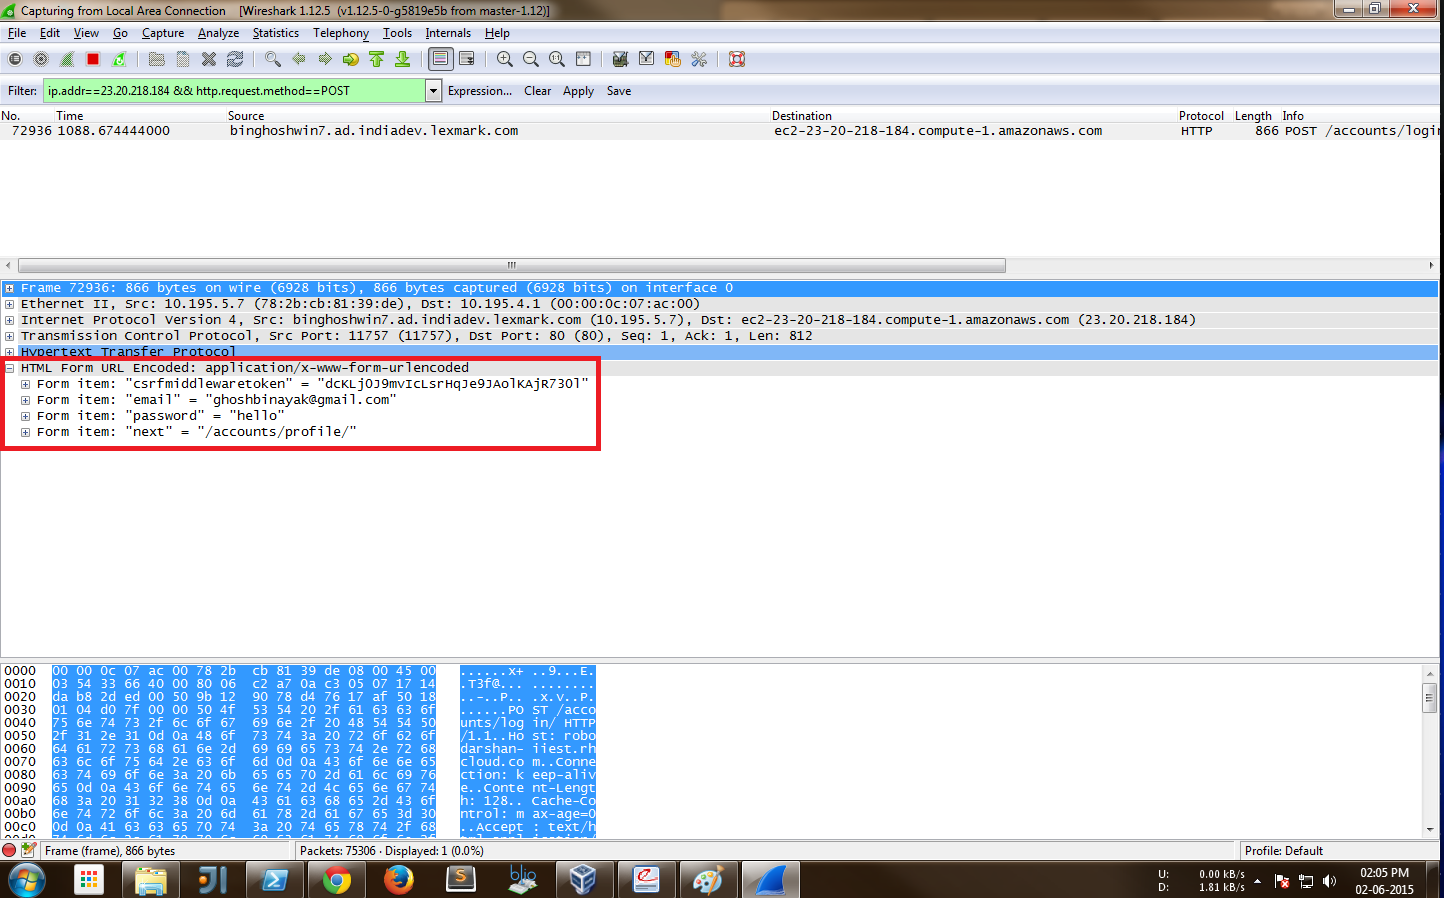 Capturing from Local Area Connection [Wireshark 1.12.5 (v1.12.5-0-g5819e5b from master-1.12)]
File Edit View Go Capture Analyze Statistics Telephony Tools Internals Help
Filter: ip.addr==23.20.218.184 && http.request.method==POST Expression... Clear Apply Save
No. Time Source Destination Protocol Length Info
72936 1088.674444000 binghoshwin7.ad.indiadev.lexmark.com ec2-23-20-218-184.compute-1.amazonaws.com HTTP 866 POST /accounts/login
Frame 72936: 866 bytes on wire (6928 bits), 866 bytes captured (6928 bits) on interface 0
Ethernet II, Src: 10.195.5.7 (78:2b:cb:81:39:de), Dst: 10.195.4.1 (00:00:0c:07:ac:00)
Internet Protocol Version 4, Src: binghoshwin7.ad.indiadev.lexmark.com (10.195.5.7), Dst: ec2-23-20-218-184.compute-1.amazonaws.com (23.20.218.184)
Transmission Control Protocol, Src Port: 11757 (11757), Dst Port: 80 (80), Seq: 1, Ack: 1, Len: 812
Hypertext Transfer Protocol
HTML Form URL Encoded: application/x-www-form-urlencoded
Form item: "csrfmiddlewaretoken" = "dcKLjOJ9mvIcLsrHqJe9JAolKAjR73Ol"
Form item: "email" = "ghoshbinayak@gmail.com"
Form item: "password" = "hello"
Form item: "next" = "/accounts/profile/"
0000 00 00 0c 07 ac 00 78 2b cb 81 39 de 08 00 45 00 ......x+ ..9...E.
0010 03 54 33 66 40 00 80 06 c2 a7 0a c3 05 07 17 14 .T3f@... ........
0020 da b8 2d ed 00 50 9b 12 90 78 d4 76 17 af 50 18 ..-..P.. .x.v..P.
0030 01 04 d0 7f 00 00 50 4f 53 54 20 2f 61 63 63 6f ......PO ST /acco
0040 75 6e 74 73 2f 6c 6f 67 69 6e 2f 20 48 54 54 50 unts/log in/ HTTP
0050 2f 31 2e 31 0d 0a 48 6f 73 74 3a 20 72 6f 62 6f /1.1..Ho st: robo
0060 64 61 72 73 68 61 6e 2d 69 69 65 73 74 2e 72 68 darshan- iiest.rh
0070 63 6c 6f 75 64 2e 63 6f 6d 0d 0a 43 6f 6e 6e 65 cloud.co m..Conne
0080 63 74 69 6f 6e 3a 20 6b 65 65 70 2d 61 6c 69 76 ction: k eep-aliv
0090 65 0d 0a 43 6f 6e 74 65 6e 74 2d 4c 65 6e 67 74 e..Conte nt-Lengt
00a0 68 3a 20 31 32 38 0d 0a 43 61 63 68 65 2d 43 6f h: 128.. Cache-Co
00b0 6e 74 72 6f 6c 3a 20 6d 61 78 2d 61 67 65 3d 30 ntrol: m ax-age=0
00c0 0d 0a 41 63 63 65 70 74 3a 20 74 65 78 74 2f 68 ..Accept : text/h
Frame (frame), 866 bytes Packets: 75306 · Displayed: 1 (0.0%) Profile: Default
blio
U: 0.00 kB/s
D: 1.81 kB/s
02:05 PM
02-06-2015